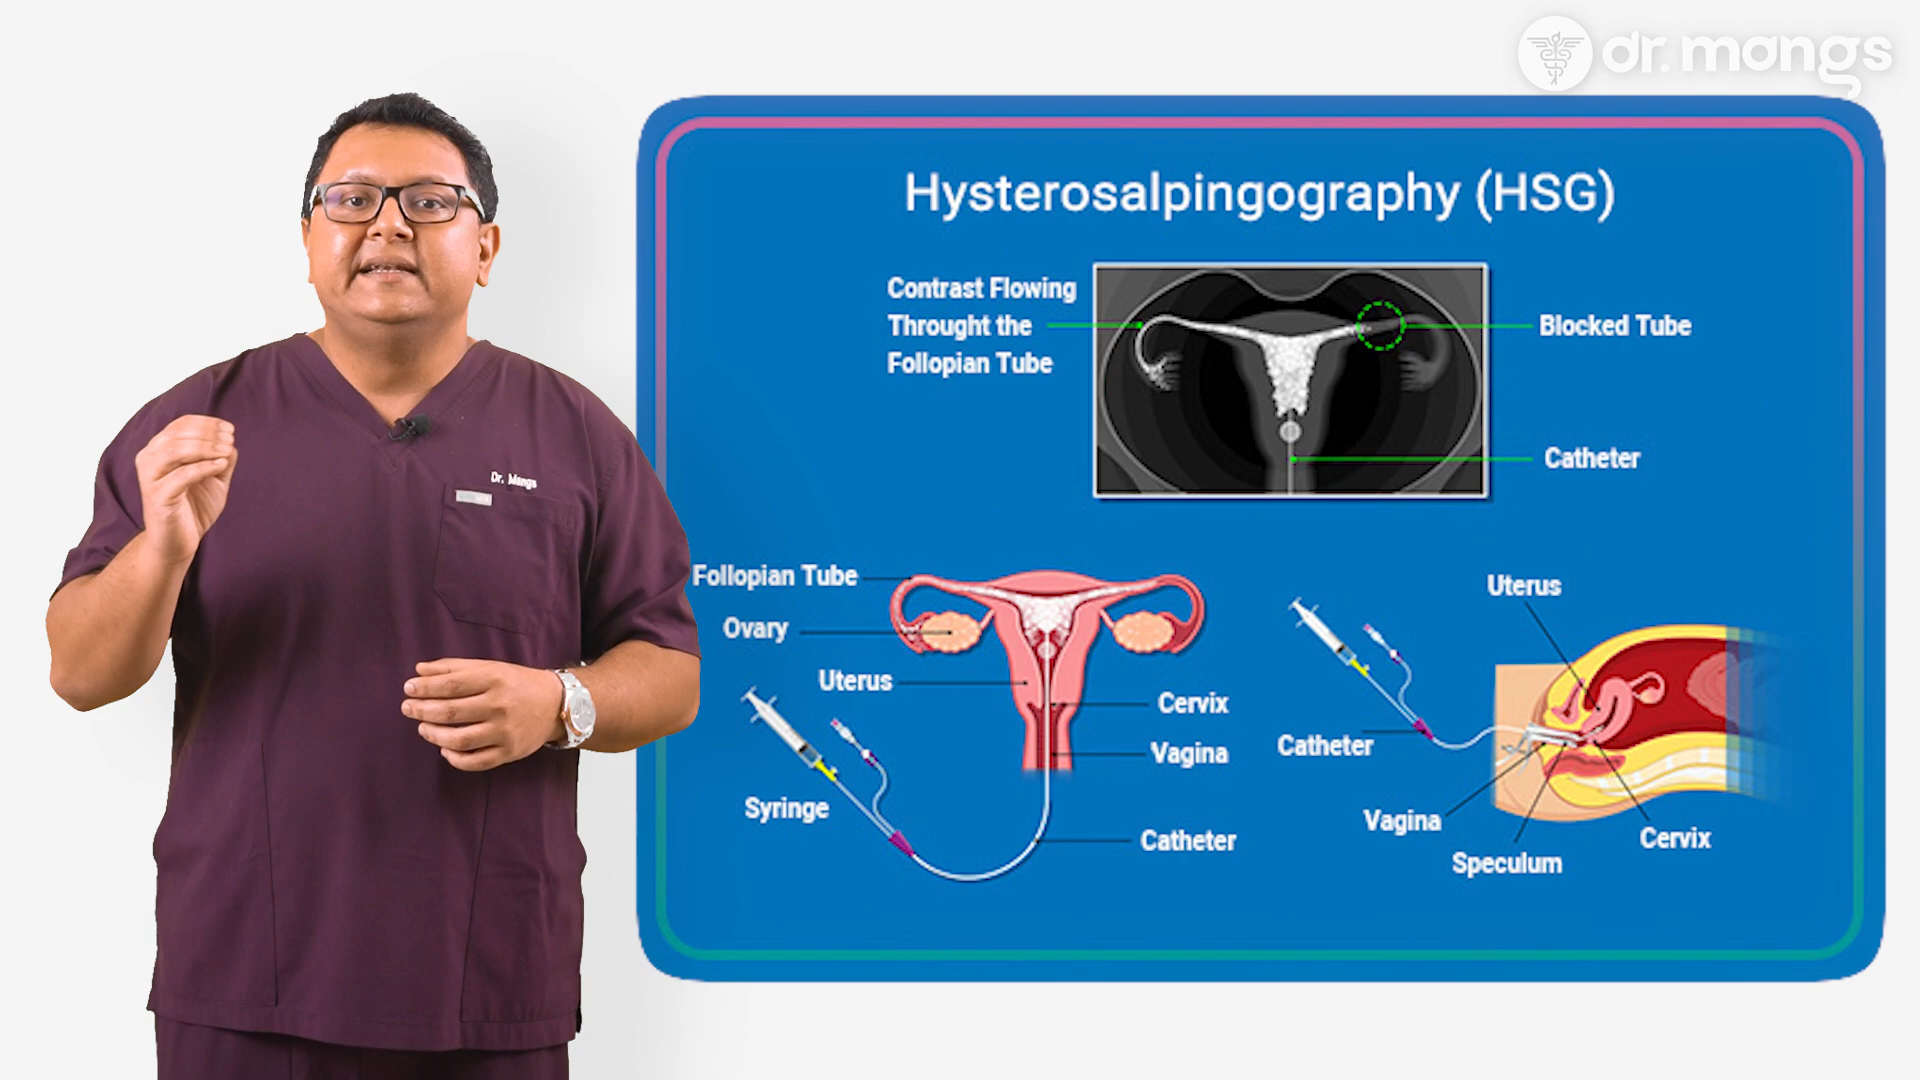 dr. mangs
Hysterosalpingography (HSG)
Contrast Flowing
Throught the
Follopian Tube
Blocked Tube
Catheter
Dr. Mangs
Follopian Tube
Ovary
Uterus
Cervix
Vagina
Syringe
Catheter
Uterus
Catheter
Vagina
Speculum
Cervix